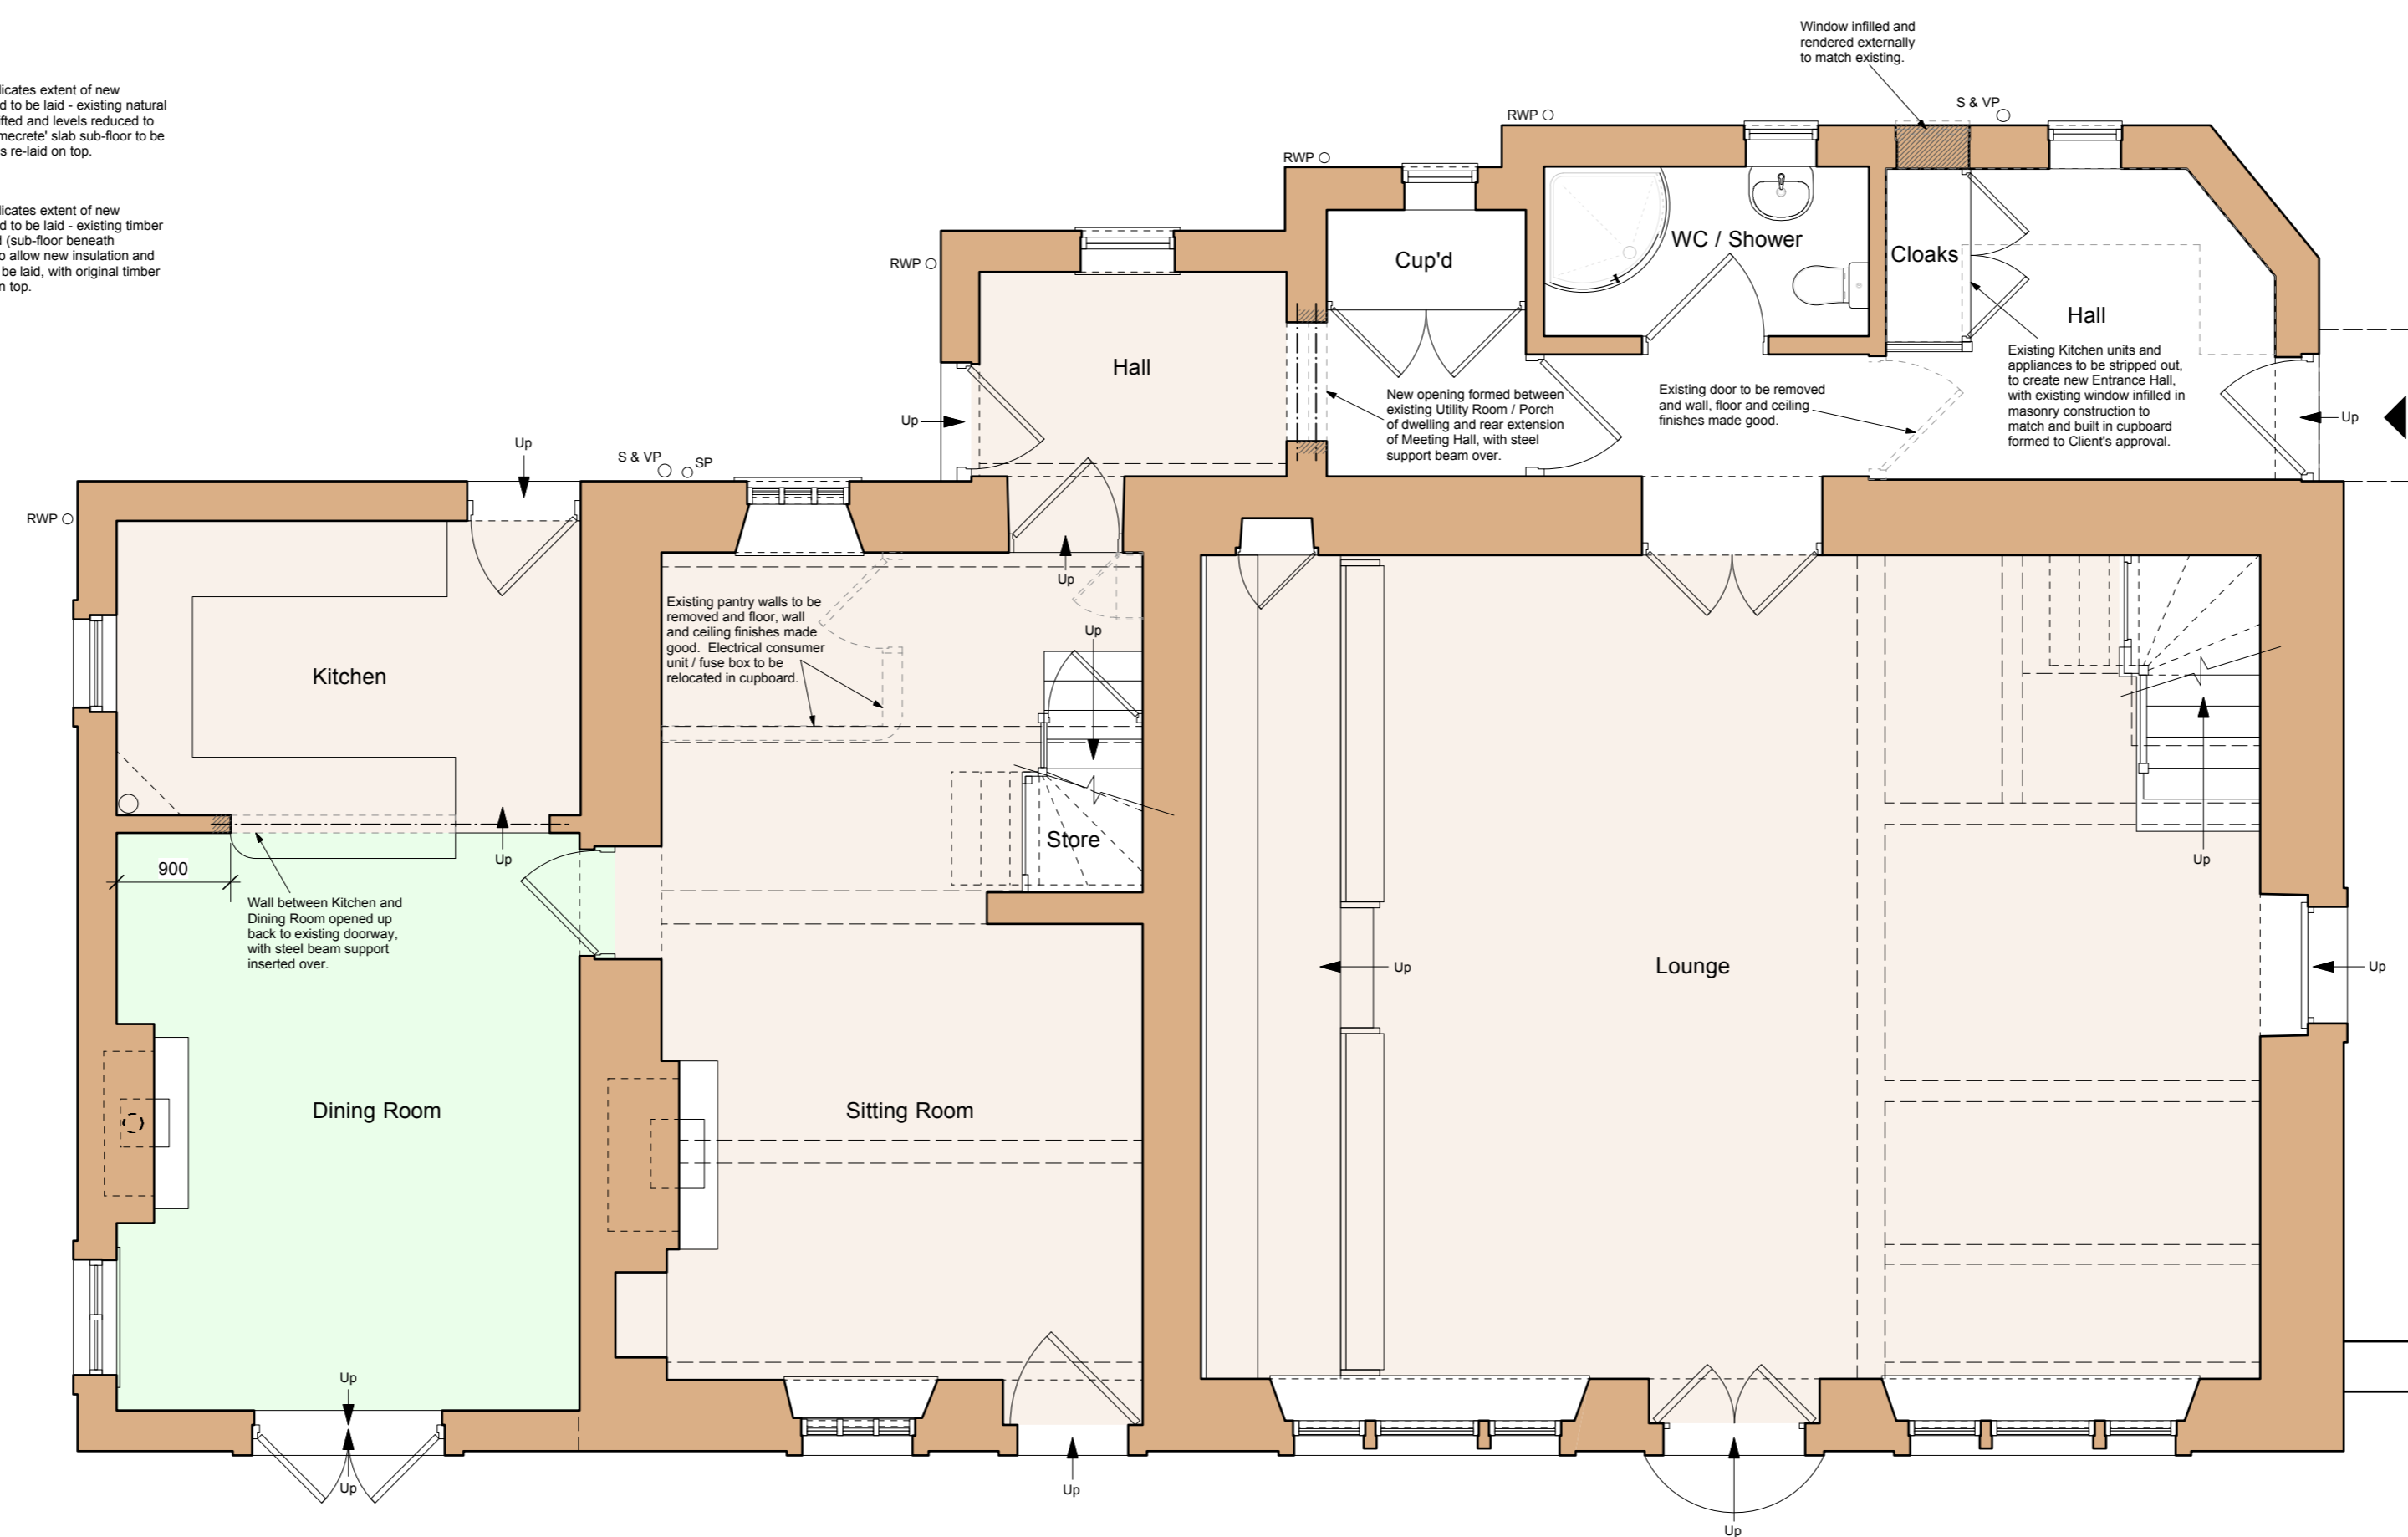 Window infilled and
rendered externally
to match existing.
dicates extent of new
d to be laid - existing natural
fted and levels reduced to
mecrete' slab sub-floor to be
s re-laid on top.
dicates extent of new
d to be laid - existing timber
d (sub-floor beneath
o allow new insulation and
be laid, with original timber
n top.
RWP
S & VP
RWP
RWP
WC / Shower
Cup'd
Cloaks
Hall
Hall
Existing Kitchen units and
appliances to be stripped out,
to create new Entrance Hall,
with existing window infilled in
masonry construction to
match and built in cupboard
formed to Client's approval.
New opening formed between
existing Utility Room / Porch
of dwelling and rear extension
of Meeting Hall, with steel
support beam over.
Existing door to be removed
and wall, floor and ceiling
finishes made good.
Up
Up
Up
S & VP
SP
RWP
Up
Existing pantry walls to be
removed and floor, wall
and ceiling finishes made
good. Electrical consumer
unit / fuse box to be
relocated in cupboard.
Up
Kitchen
Store
Up
Up
900
Wall between Kitchen and
Dining Room opened up
back to existing doorway,
with steel beam support
inserted over.
Up
Lounge
Up
Dining Room
Sitting Room
Up
Up
Up
Up